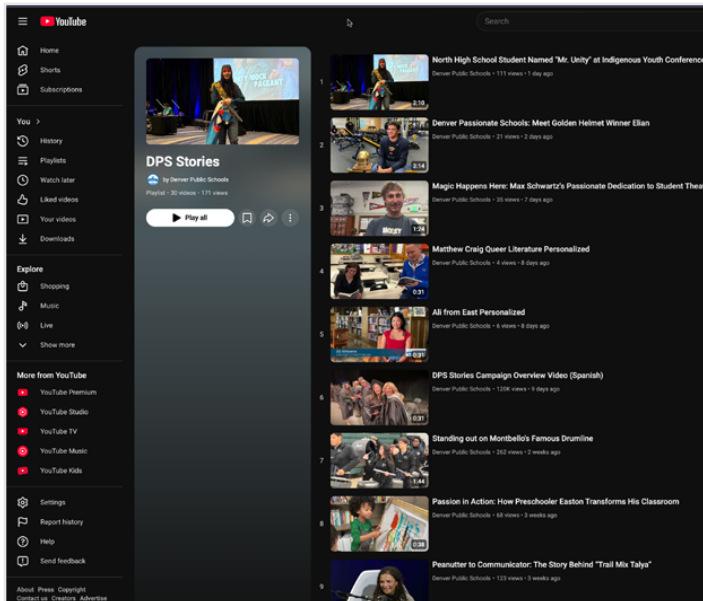 YouTube
Search
Home
Shorts
Subscriptions
You
History
Playlists
Watch later
Liked videos
Your videos
Downloads
Explore
Shopping
Music
Live
Show more
More from YouTube
YouTube Premium
YouTube Studio
YouTube TV
YouTube Music
YouTube Kids
Settings
Report history
Help
Send feedback
About Press Copyright
Contact us Creators Advertise
MOCK
PAGEANT
DPS Stories
by Denver Public Schools
Playlist • 30 videos • 171 views
Play all
1
3:10
North High School Student Named "Mr. Unity" at Indigenous Youth Conference
Denver Public Schools • 111 views • 1 day ago
2
2:14
Denver Passionate Schools: Meet Golden Helmet Winner Elian
Denver Public Schools • 21 views • 2 days ago
3
1:24
Magic Happens Here: Max Schwartz's Passionate Dedication to Student Thea
Denver Public Schools • 35 views • 7 days ago
4
0:31
Matthew Craig Queer Literature Personalized
Denver Public Schools • 4 views • 8 days ago
5
0:31
Ali from East Personalized
Denver Public Schools • 6 views • 8 days ago
6
0:31
DPS Stories Campaign Overview Video (Spanish)
Denver Public Schools • 120K views • 9 days ago
7
1:44
Standing out on Montbello's Famous Drumline
Denver Public Schools • 262 views • 2 weeks ago
8
0:38
Passion in Action: How Preschooler Easton Transforms His Classroom
Denver Public Schools • 68 views • 3 weeks ago
9
Peanutter to Communicator: The Story Behind "Trail Mix Talya"
Denver Public Schools • 123 views • 3 weeks ago